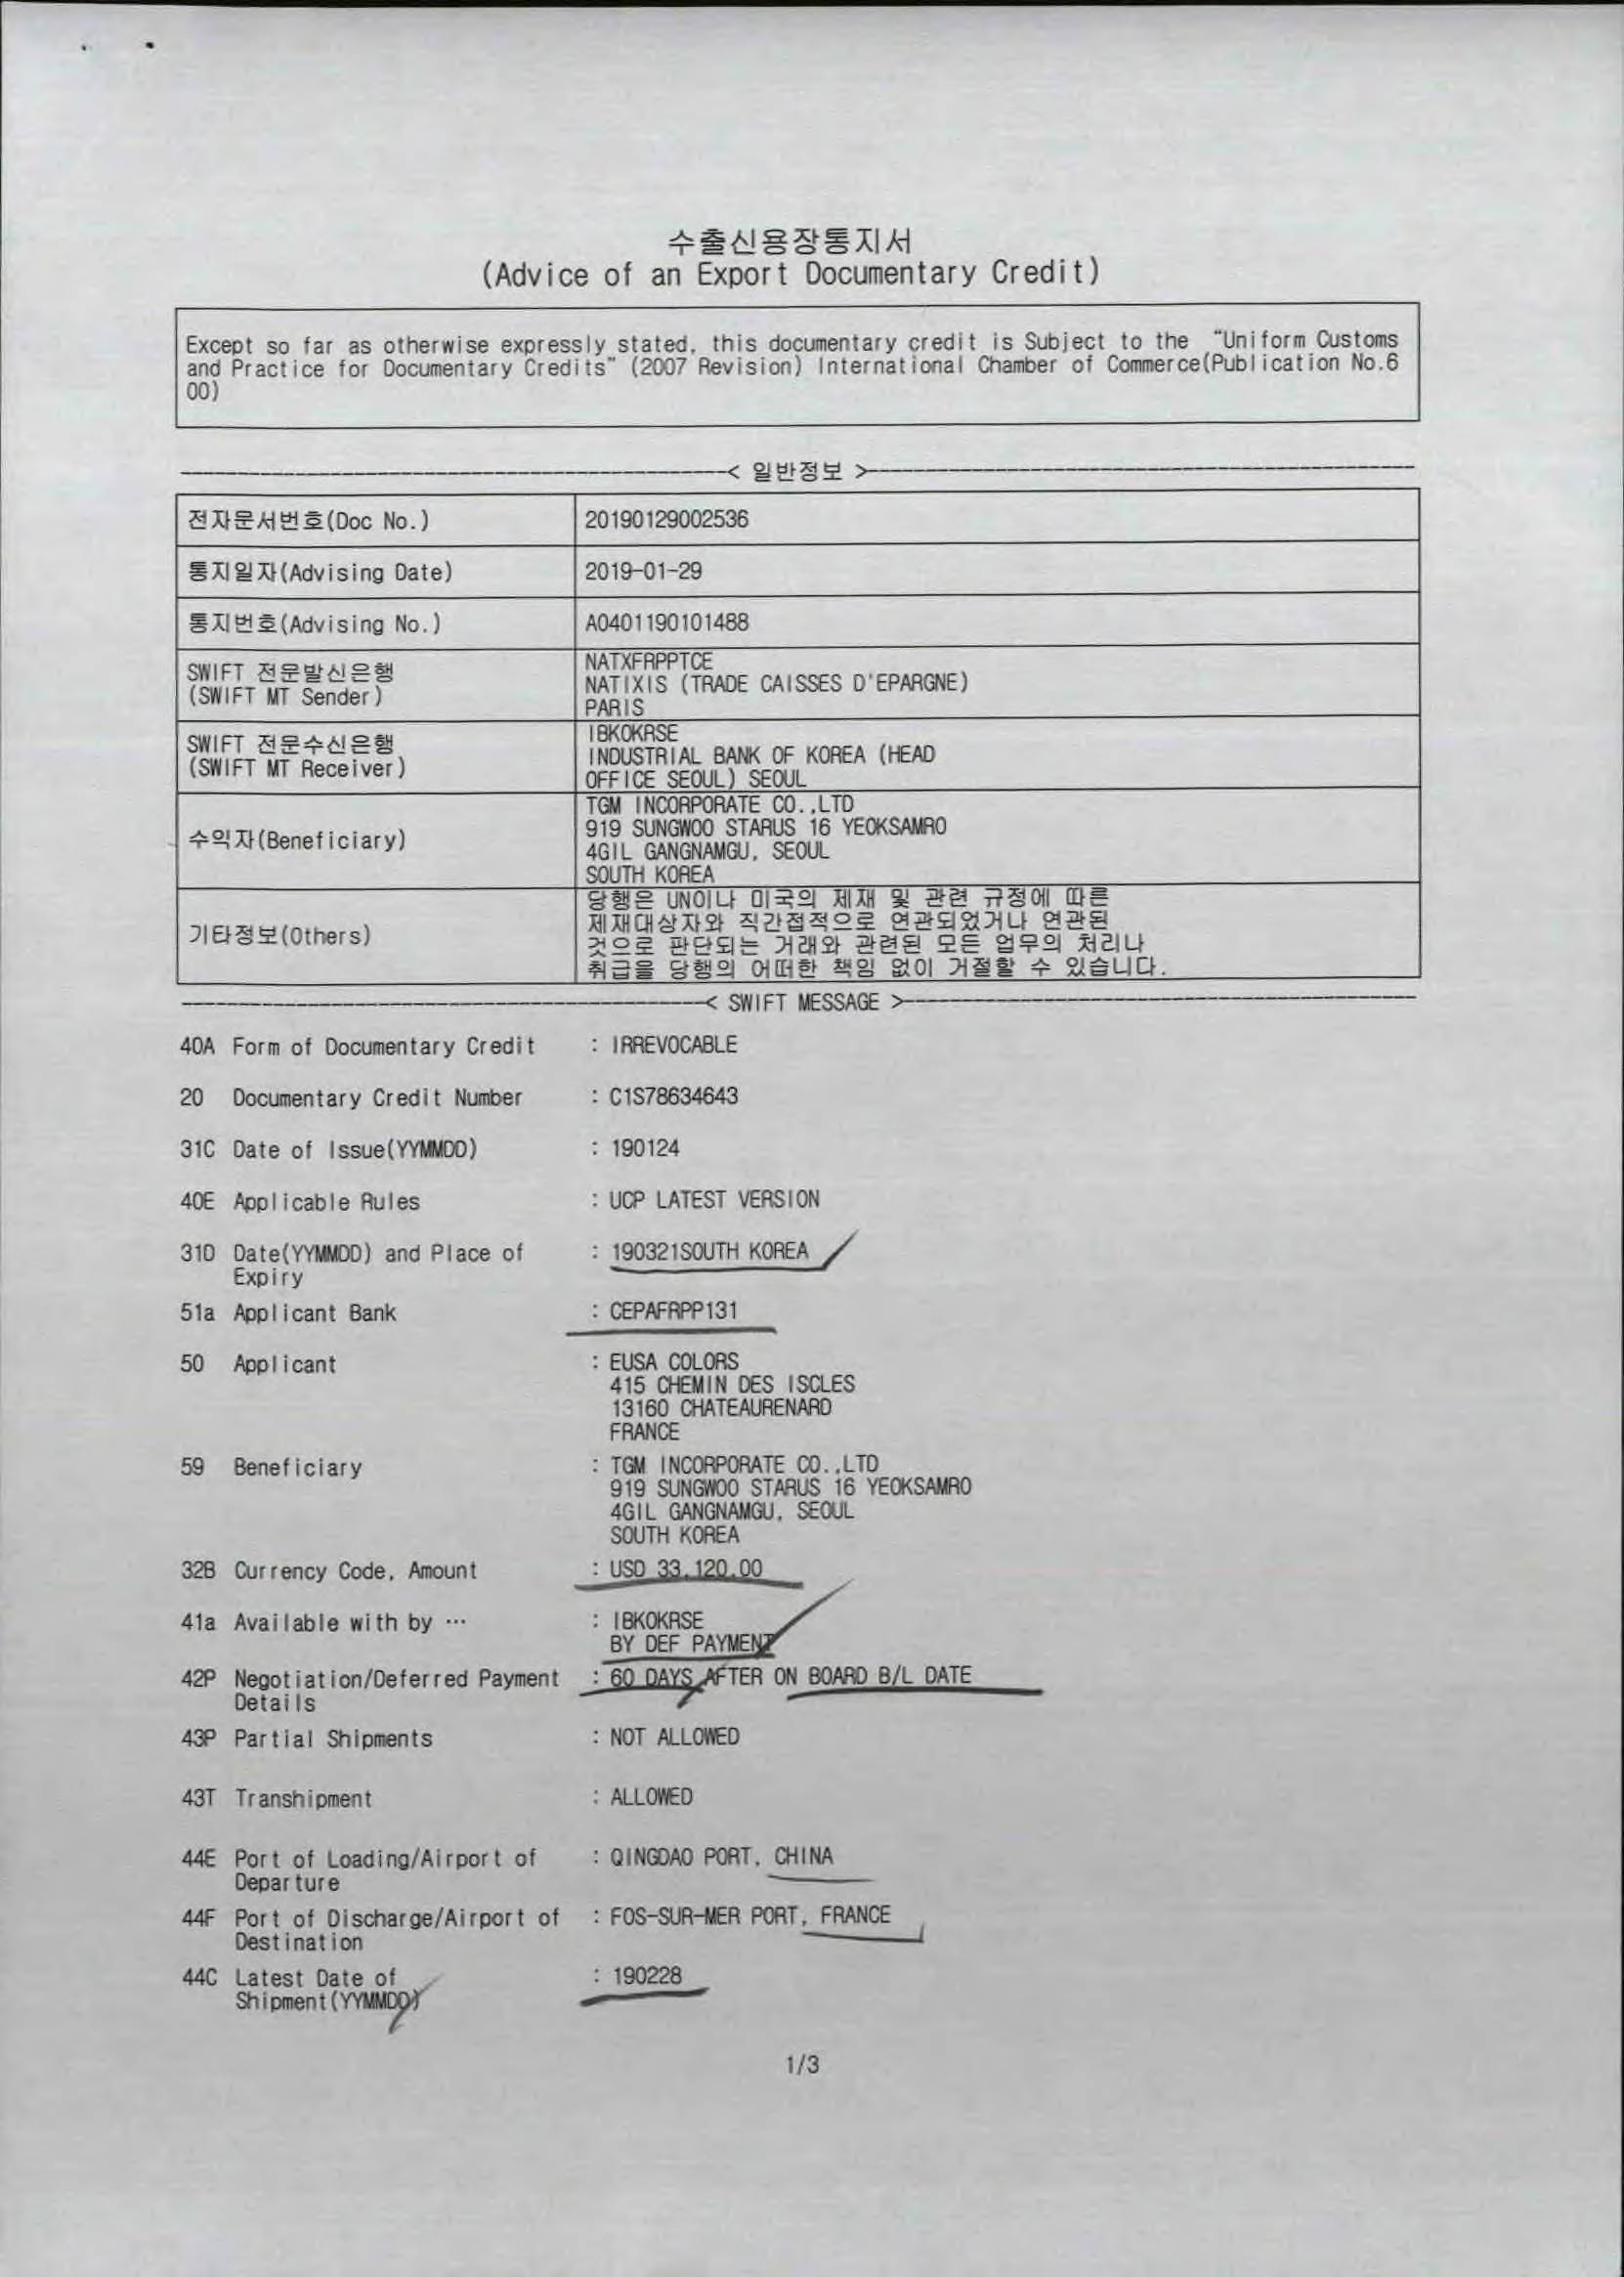 수출신용장통지서
(Advice of an Export Documentary Credit)
Except so far as otherwise expressly stated, this documentary credit is Subject to the "Uniform Customs
and Practice for Documentary Credits" (2007 Revision) International Chamber of Commerce(Publication No.6
00)
< 일반정보 >
전자문서번호(Doc No.) 20190129002536
통지일자(Advising Date) 2019-01-29
통지번호(Advising No.) A0401190101488
SWIFT 전문발신은행
(SWIFT MT Sender)
NATXFRPPTCE
NATIXIS (TRADE CAISSES D'EPARGNE)
PARIS
SWIFT 전문수신은행
(SWIFT MT Receiver)
IBKOKRSE
INDUSTRIAL BANK OF KOREA (HEAD
OFFICE SEOUL) SEOUL
수익자(Beneficiary)
TGM INCORPORATE CO.,LTD
919 SUNGWOO STARUS 16 YEOKSAMRO
4GIL GANGNAMGU, SEOUL
SOUTH KOREA
기타정보(Others)
당행은 UN이나 미국의 제재 및 관련 규정에 따른
제재대상자와 직간접적으로 연관되었거나 연관된
것으로 판단되는 거래와 관련된 모든 업무의 처리나
취급을 당행의 어떠한 책임 없이 거절할 수 있습니다.
< SWIFT MESSAGE >
40A Form of Documentary Credit : IRREVOCABLE
20 Documentary Credit Number : C1S78634643
31C Date of Issue(YYMMDD) : 190124
40E Applicable Rules : UCP LATEST VERSION
31D Date(YYMMDD) and Place of : 190321SOUTH KOREA
Expiry
51a Applicant Bank : CEPAFRPP131
50 Applicant : EUSA COLORS
415 CHEMIN DES ISCLES
13160 CHATEAURENARD
FRANCE
59 Beneficiary : TGM INCORPORATE CO.,LTD
919 SUNGWOO STARUS 16 YEOKSAMRO
4GIL GANGNAMGU, SEOUL
SOUTH KOREA
32B Currency Code, Amount : USD 33,120.00
41a Available with by ... : IBKOKRSE
BY DEF PAYMENT
42P Negotiation/Deferred Payment : 60 DAYS AFTER ON BOARD B/L DATE
Details
43P Partial Shipments : NOT ALLOWED
43T Transhipment : ALLOWED
44E Port of Loading/Airport of : QINGDAO PORT, CHINA
Departure
44F Port of Discharge/Airport of : FOS-SUR-MER PORT, FRANCE
Destination
44C Latest Date of : 190228
Shipment(YYMMDD)
1/3